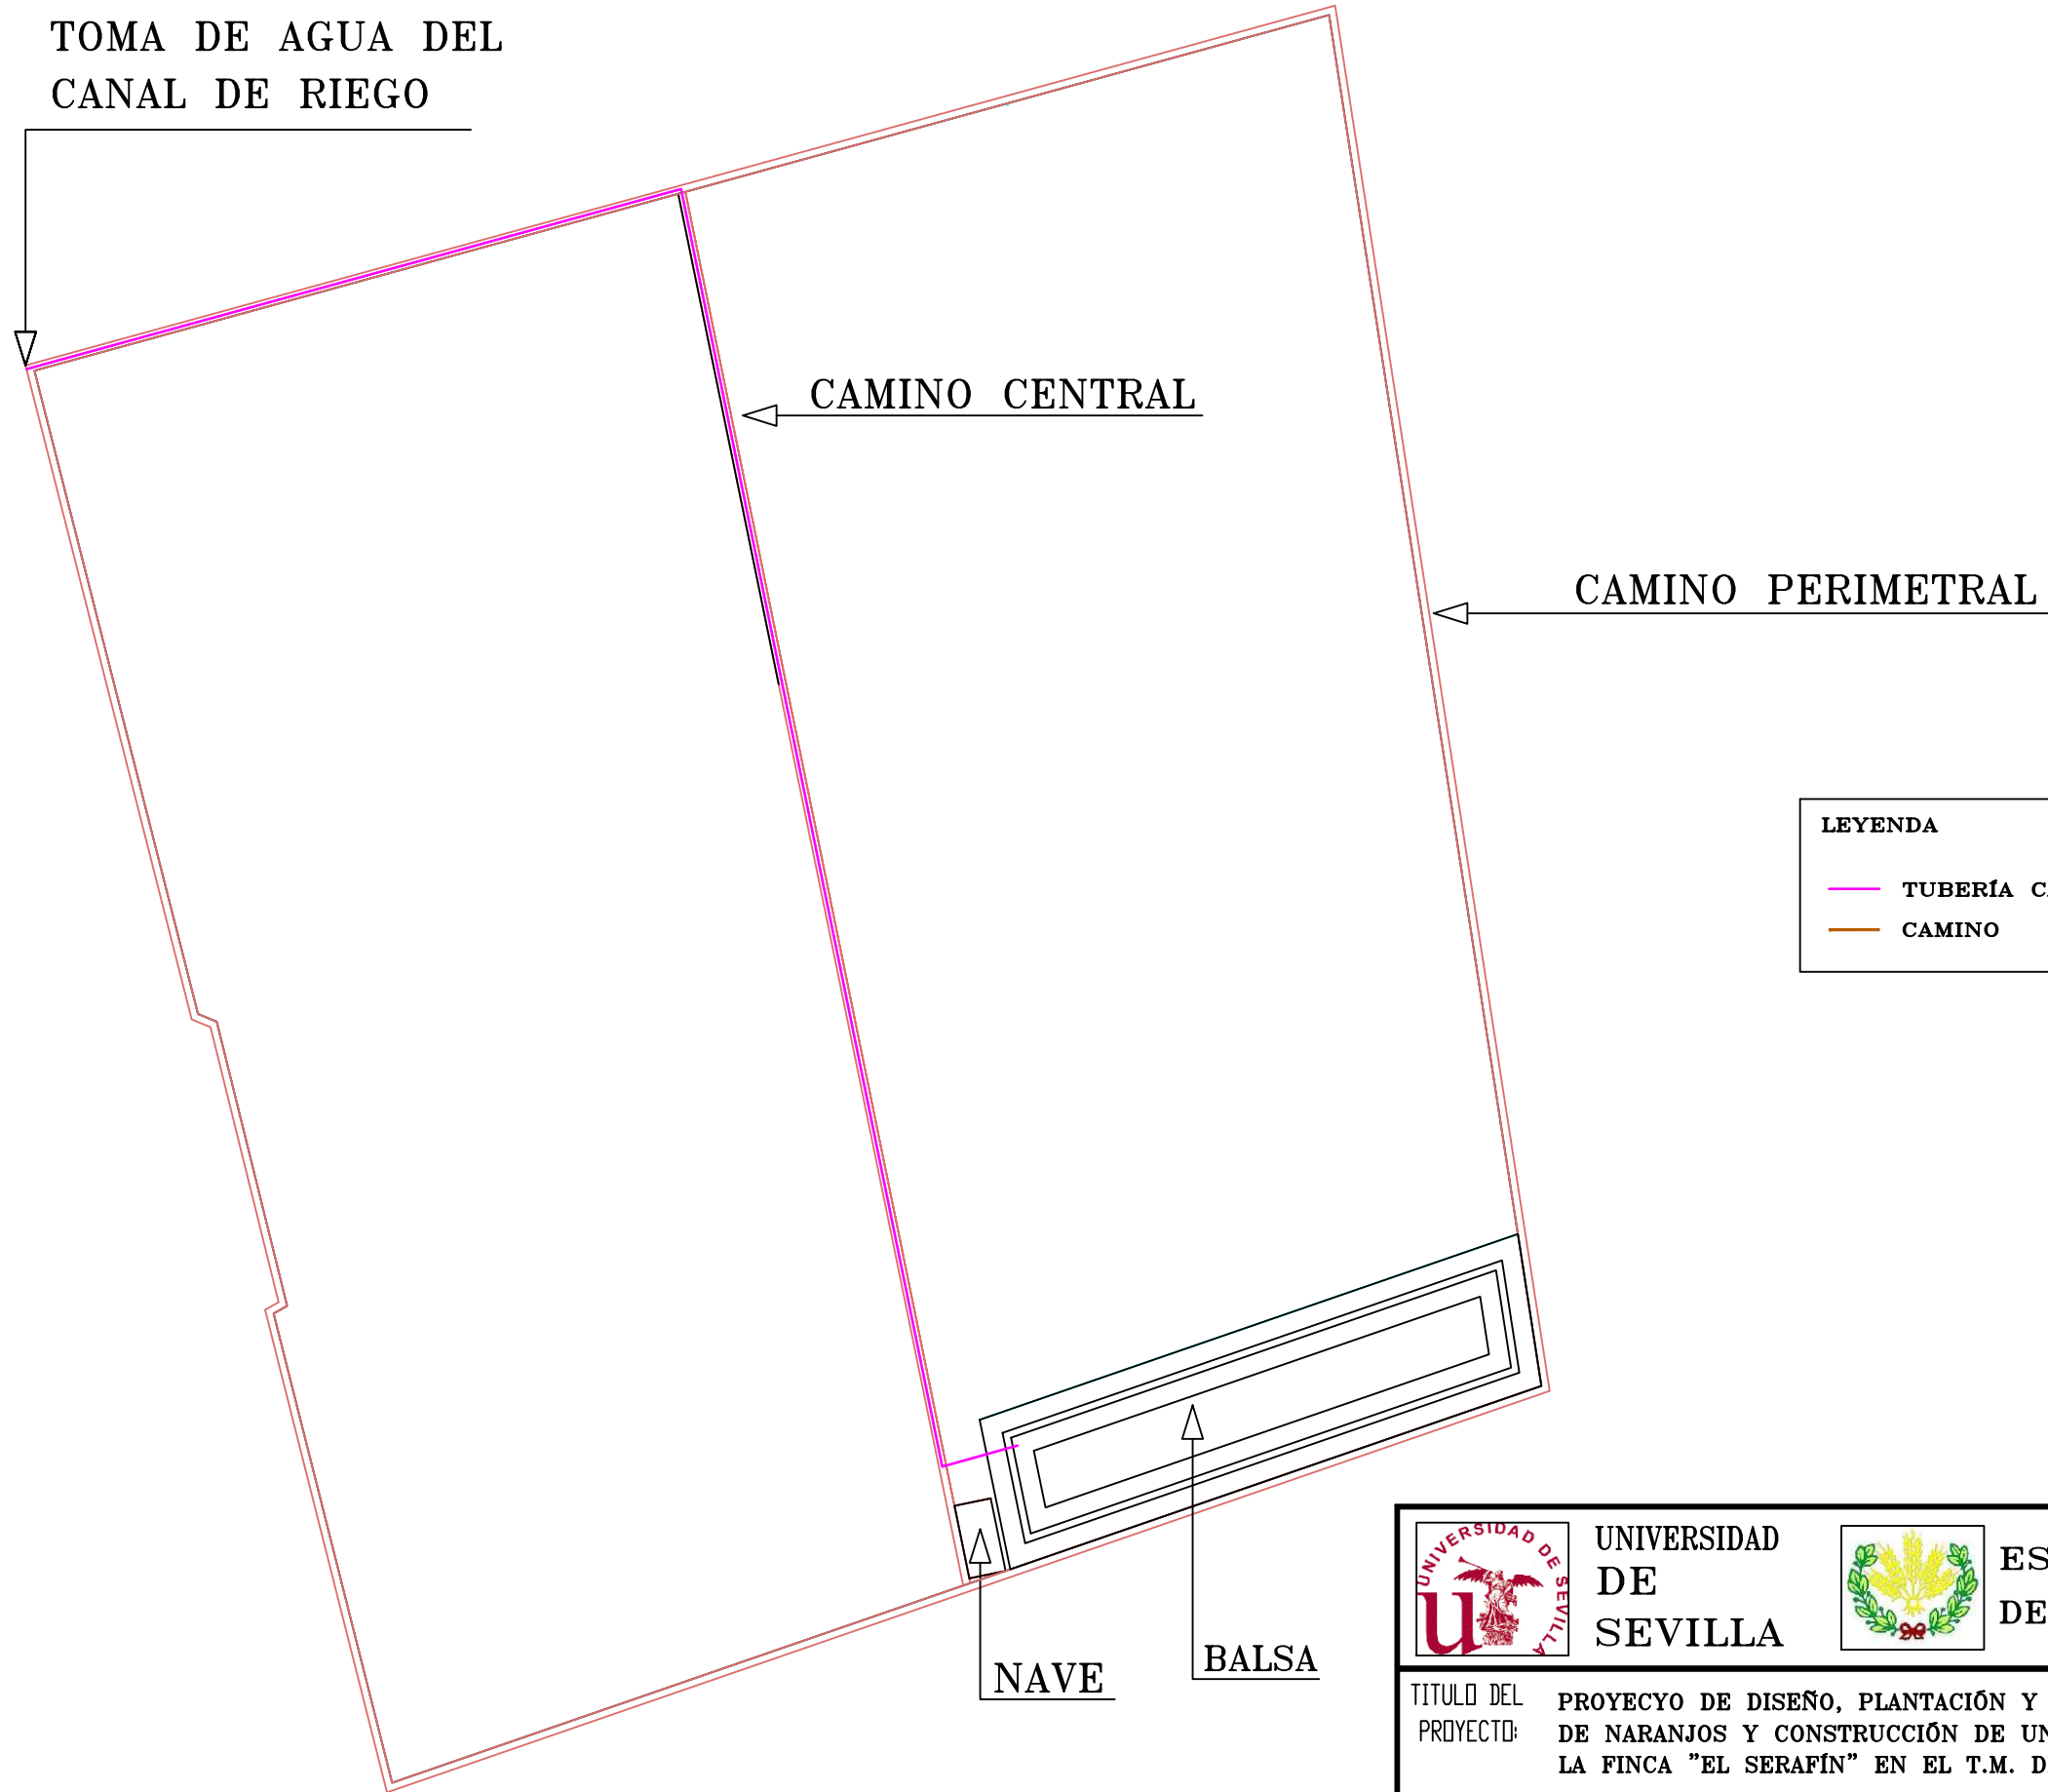 TOMA DE AGUA DEL
CANAL DE RIEGO
CAMINO CENTRAL
CAMINO PERIMETRAL
LEYENDA
TUBERÍA
CAMINO
NAVE
BALSA
UNIVERSIDAD DE SEVILLA
UNIVERSIDAD
DE
SEVILLA
DE
TITULO DEL
PROYECTO:
PROYECYO DE DISEÑO, PLANTACIÓN Y
DE NARANJOS Y CONSTRUCCIÓN DE
LA FINCA "EL SERAFÍN" EN EL T.M.